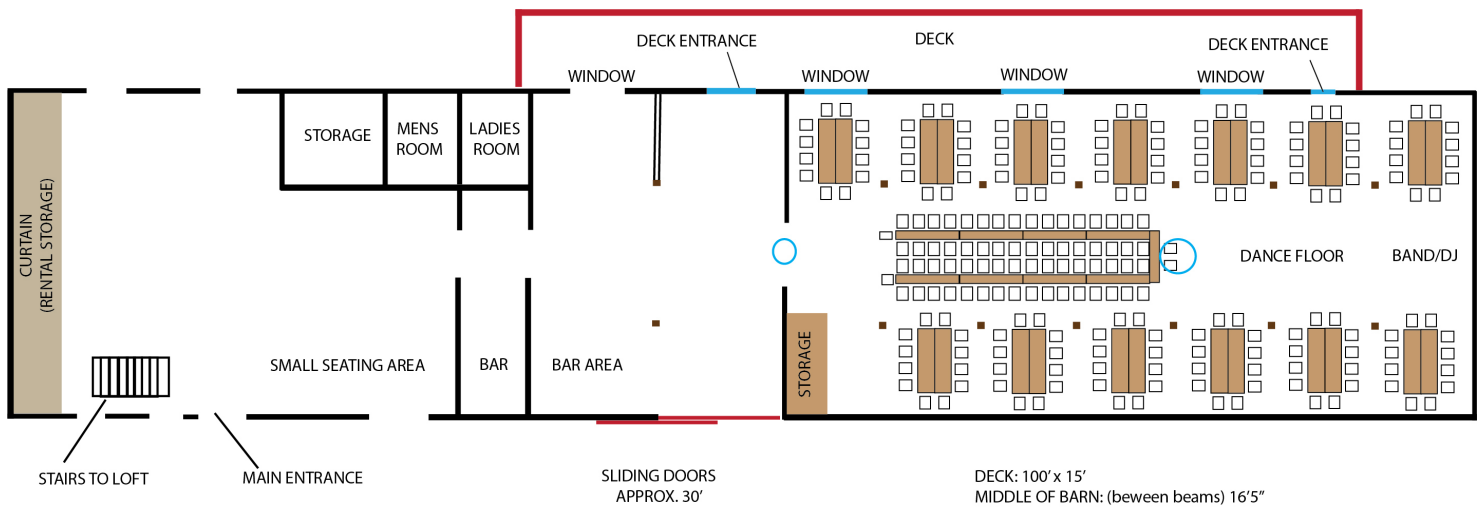 DECK ENTRANCE
DECK
DECK ENTRANCE
WINDOW
WINDOW
WINDOW
WINDOW
STORAGE
MENS
ROOM
LADIES
ROOM
CURTAIN
(RENTAL STORAGE)
DANCE FLOOR
BAND/DJ
SMALL SEATING AREA
BAR
BAR AREA
STORAGE
STAIRS TO LOFT
MAIN ENTRANCE
SLIDING DOORS
APPROX. 30’
DECK: 100’ x 15’
MIDDLE OF BARN: (beween beams) 16’5”